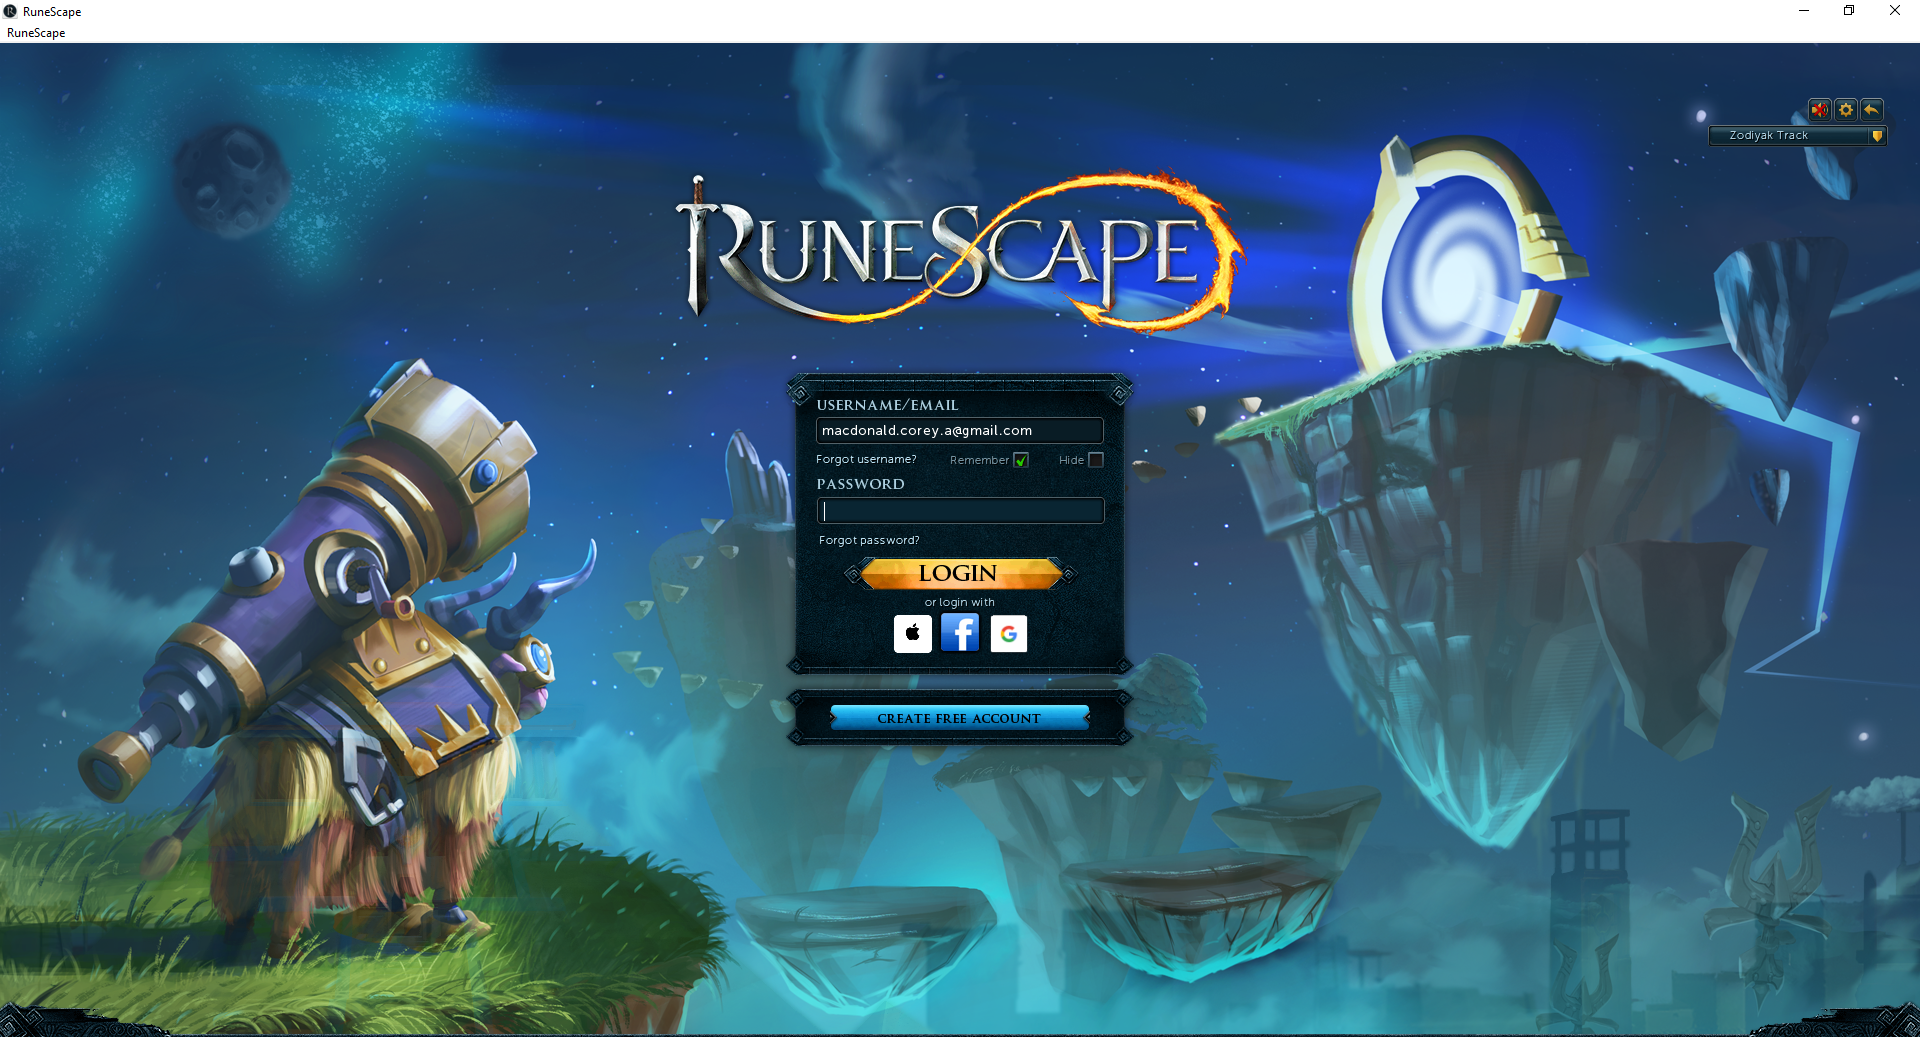 RuneScape
RuneScape
Zodiyak Track
RUNESCAPE
USERNAME/EMAIL
macdonald.corey.a@gmail.com
Forgot username? Remember Hide
PASSWORD
Forgot password?
LOGIN
or login with
CREATE FREE ACCOUNT